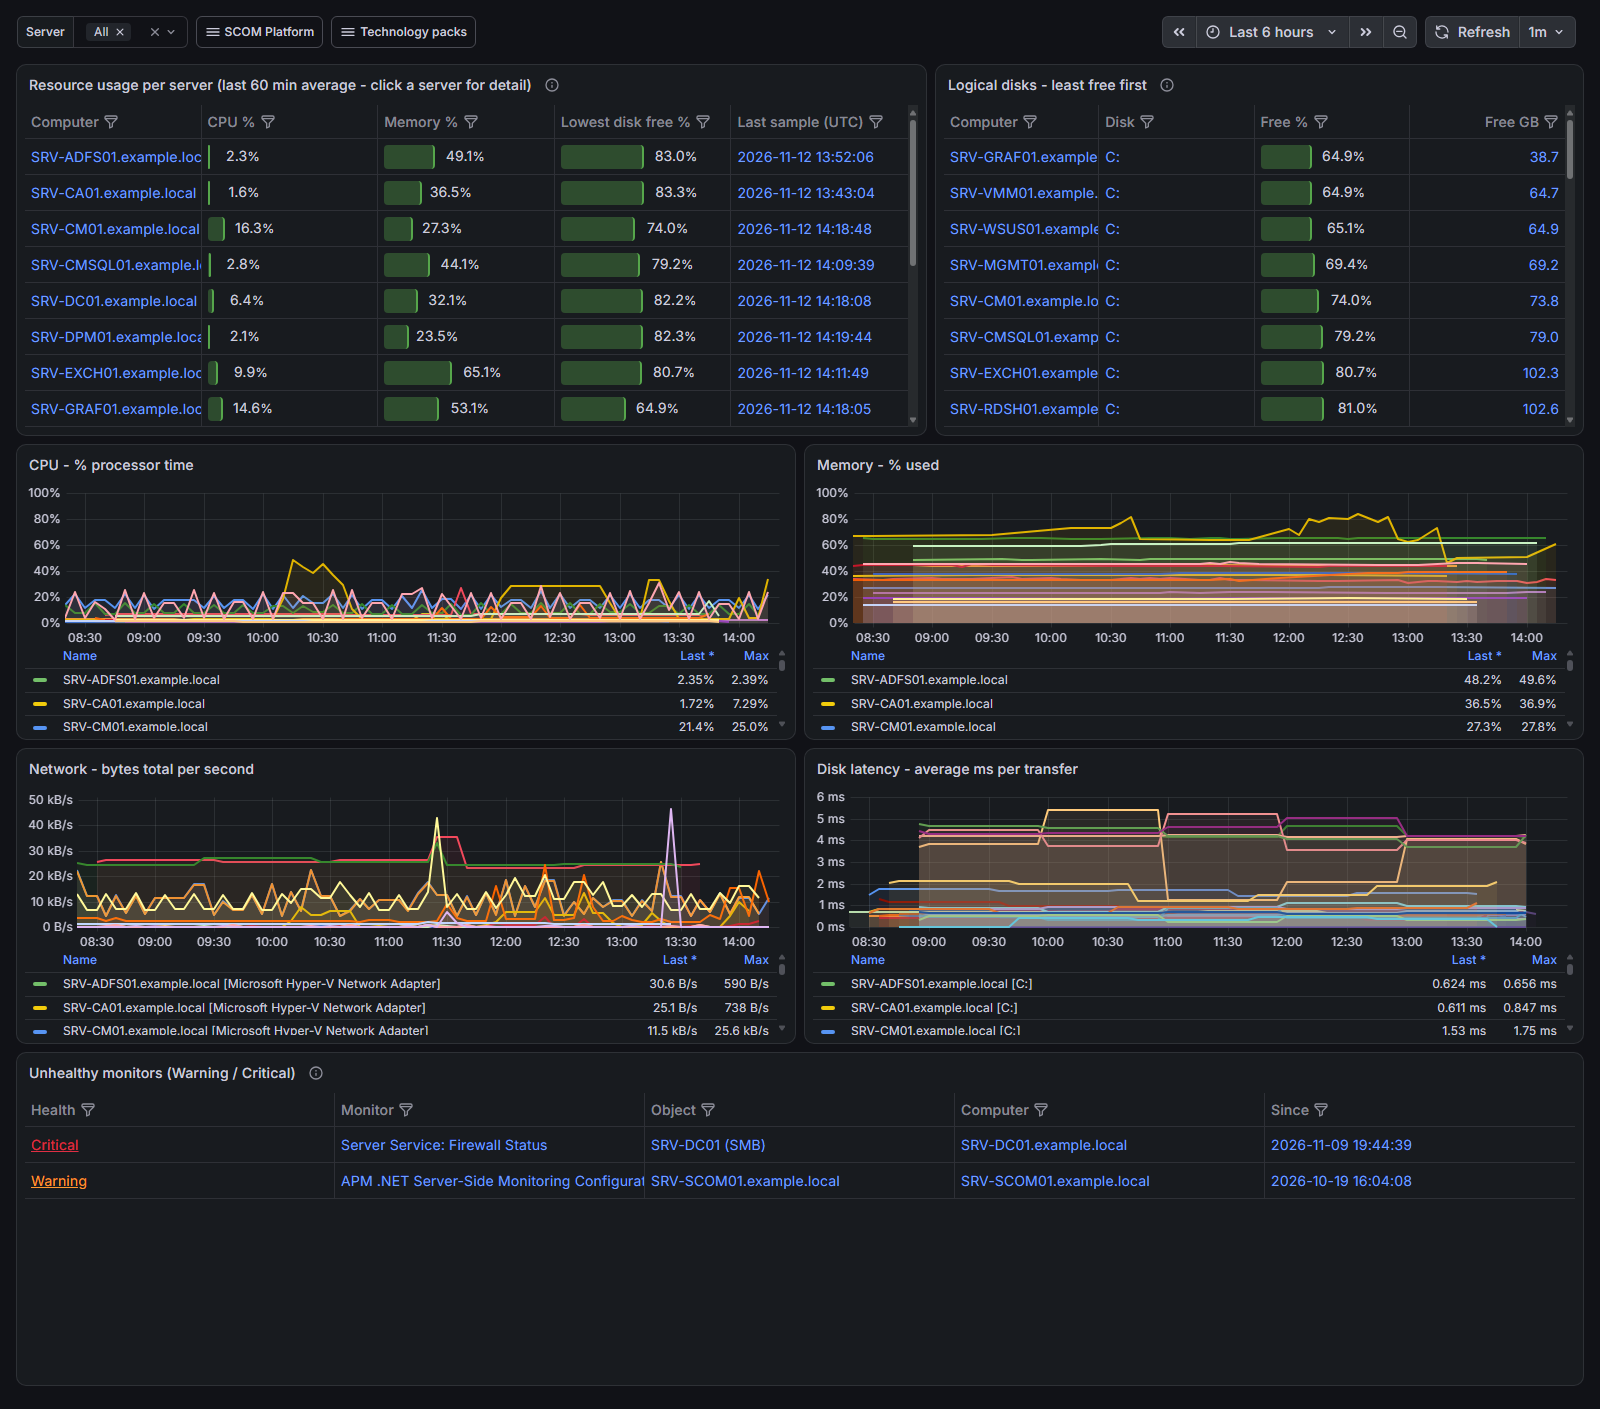 Server All × × SCOM Platform Technology packs Last 6 hours Refresh 1m
Resource usage per server (last 60 min average - click a server for detail)
Computer CPU % Memory % Lowest disk free % Last sample (UTC)
SRV-ADFS01.example.loc 2.3% 49.1% 83.0% 2026-11-12 13:52:06
SRV-CA01.example.local 1.6% 36.5% 83.3% 2026-11-12 13:43:04
SRV-CM01.example.local 16.3% 27.3% 74.0% 2026-11-12 14:18:48
SRV-CMSQL01.example.l 2.8% 44.1% 79.2% 2026-11-12 14:09:39
SRV-DC01.example.local 6.4% 32.1% 82.2% 2026-11-12 14:18:08
SRV-DPM01.example.loca 2.1% 23.5% 82.3% 2026-11-12 14:19:44
SRV-EXCH01.example.loc 9.9% 65.1% 80.7% 2026-11-12 14:11:49
SRV-GRAF01.example.loc 14.6% 53.1% 64.9% 2026-11-12 14:18:05
Logical disks - least free first
Computer Disk Free % Free GB
SRV-GRAF01.example C: 64.9% 38.7
SRV-VMM01.example. C: 64.9% 64.7
SRV-WSUS01.example C: 65.1% 64.9
SRV-MGMT01.exampl C: 69.4% 69.2
SRV-CM01.example.lo C: 74.0% 73.8
SRV-CMSQL01.examp C: 79.2% 79.0
SRV-EXCH01.example C: 80.7% 102.3
SRV-RDSH01.example C: 81.0% 102.6
CPU - % processor time
100%
80%
60%
40%
20%
0%
08:30 09:00 09:30 10:00 10:30 11:00 11:30 12:00 12:30 13:00 13:30 14:00
Name Last * Max
SRV-ADFS01.example.local 2.35% 2.39%
SRV-CA01.example.local 1.72% 7.29%
SRV-CM01.example.local 21.4% 25.0%
Memory - % used
100%
80%
60%
40%
20%
0%
08:30 09:00 09:30 10:00 10:30 11:00 11:30 12:00 12:30 13:00 13:30 14:00
Name Last * Max
SRV-ADFS01.example.local 48.2% 49.6%
SRV-CA01.example.local 36.5% 36.9%
SRV-CM01.example.local 27.3% 27.8%
Network - bytes total per second
50 kB/s
40 kB/s
30 kB/s
20 kB/s
10 kB/s
0 B/s
08:30 09:00 09:30 10:00 10:30 11:00 11:30 12:00 12:30 13:00 13:30 14:00
Name Last * Max
SRV-ADFS01.example.local [Microsoft Hyper-V Network Adapter] 30.6 B/s 590 B/s
SRV-CA01.example.local [Microsoft Hyper-V Network Adapter] 25.1 B/s 738 B/s
SRV-CM01.example.local [Microsoft Hyper-V Network Adapter] 11.5 kB/s 25.6 kB/s
Disk latency - average ms per transfer
6 ms
5 ms
4 ms
3 ms
2 ms
1 ms
0 ms
08:30 09:00 09:30 10:00 10:30 11:00 11:30 12:00 12:30 13:00 13:30 14:00
Name Last * Max
SRV-ADFS01.example.local [C:] 0.624 ms 0.656 ms
SRV-CA01.example.local [C:] 0.611 ms 0.847 ms
SRV-CM01.example.local [C:] 1.53 ms 1.75 ms
Unhealthy monitors (Warning / Critical)
Health Monitor Object Computer Since
Critical Server Service: Firewall Status SRV-DC01 (SMB) SRV-DC01.example.local 2026-11-09 19:44:39
Warning APM .NET Server-Side Monitoring Configurat SRV-SCOM01.example.local SRV-SCOM01.example.local 2026-10-19 16:04:08